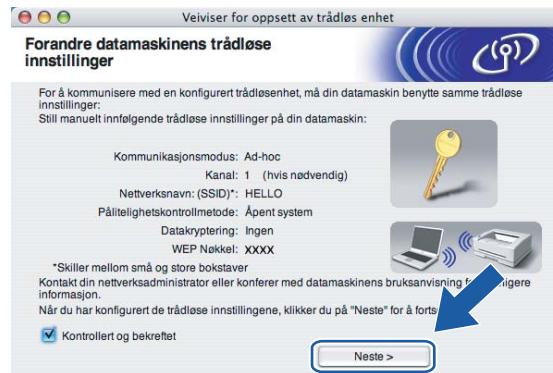 Veiviser for oppsett av trådløs enhet
Forandre datamaskinens trådløse
innstillinger
For å kommunisere med en konfigurert trådløsenhet, må din datamaskin benytte samme trådløse
innstillinger:
Still manuelt innfølgende trådløse innstillinger på din datamaskin:
Kommunikasjonsmodus: Ad-hoc
Kanal: 1 (hvis nødvendig)
Nettverksnavn: (SSID)*: HELLO
Pålitelighetskontrollmetode: Åpent system
Datakryptering: Ingen
WEP Nøkkel: XXXX
*Skiller mellom små og store bokstaver
Kontakt din nettverksadministrator eller konferer med datamaskinens bruksanvisning
informasjon.
Når du har konfigurert de trådløse innstillingene, klikker du på "Neste" for å
Kontrollert og bekreftet
Neste >